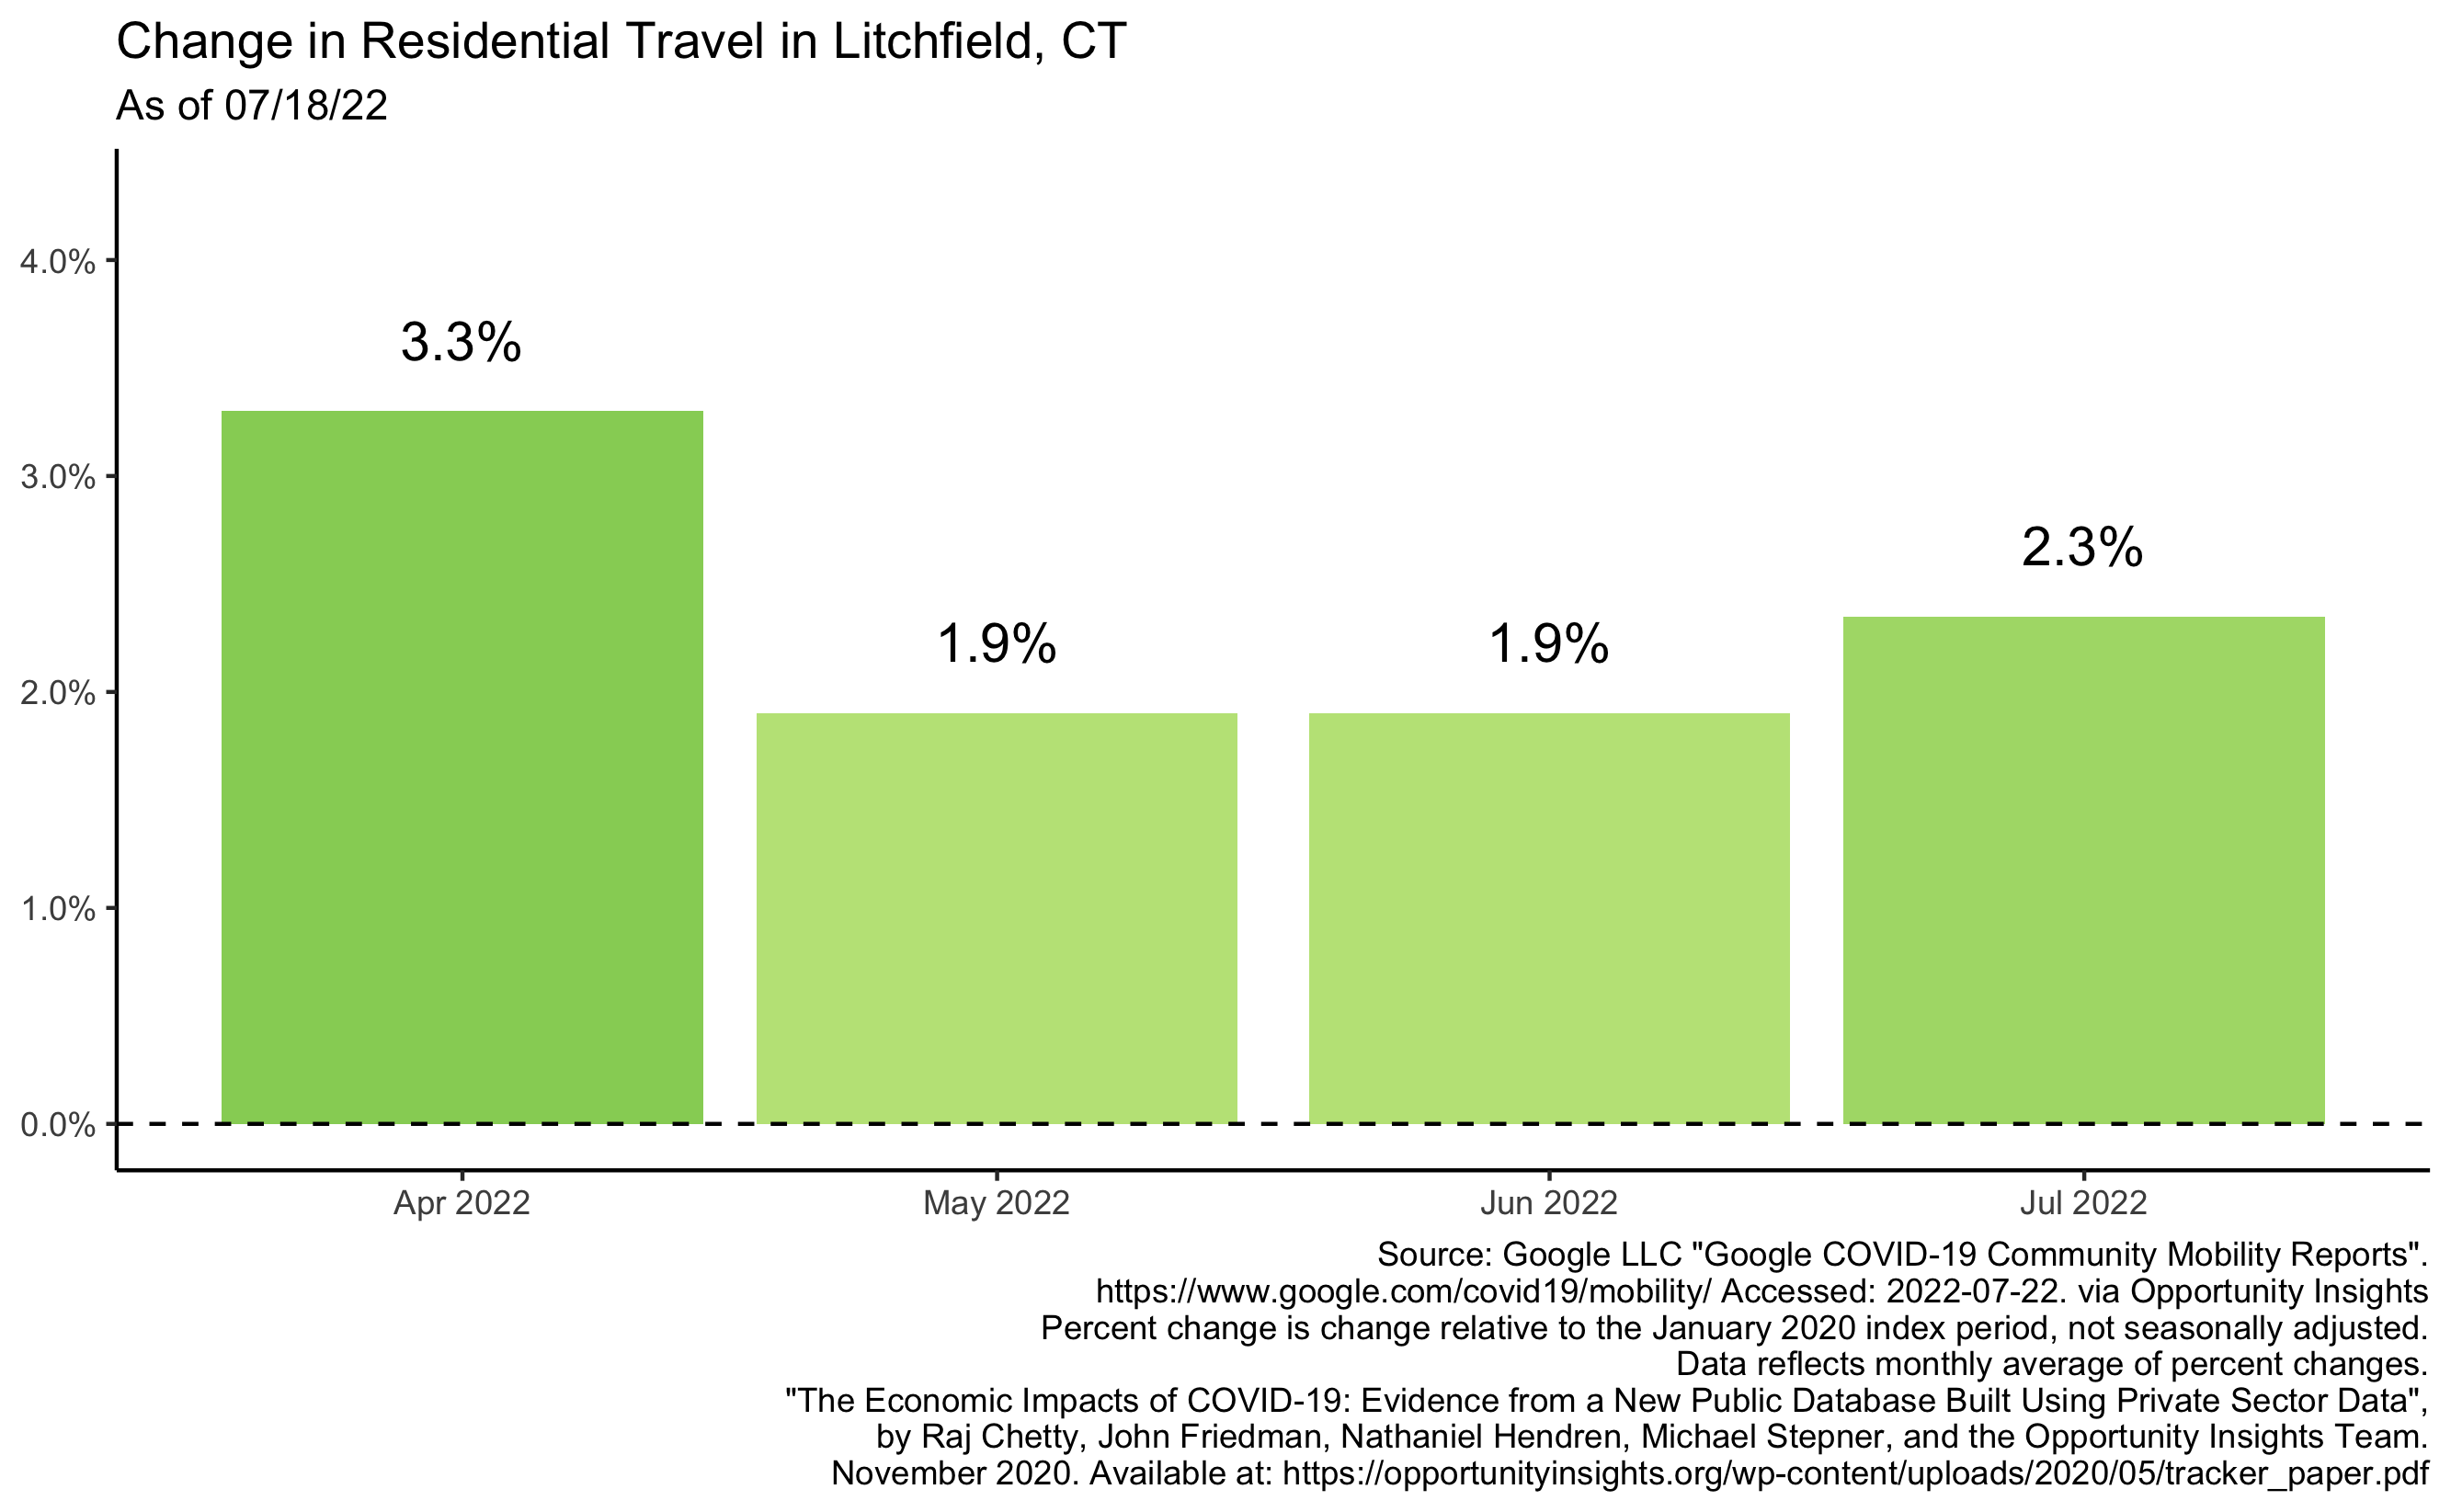 Change in Residential Travel in Litchfield, CT
As of 07/18/22
4.0%
3.0%
2.0%
1.0%
0.0%
3.3%
1.9%
1.9%
2.3%
Apr 2022
May 2022
Jun 2022
Jul 2022
Source: Google LLC "Google COVID-19 Community Mobility Reports".
https://www.google.com/covid19/mobility/ Accessed: 2022-07-22. via Opportunity Insights
Percent change is change relative to the January 2020 index period, not seasonally adjusted.
Data reflects monthly average of percent changes.
"The Economic Impacts of COVID-19: Evidence from a New Public Database Built Using Private Sector Data",
by Raj Chetty, John Friedman, Nathaniel Hendren, Michael Stepner, and the Opportunity Insights Team.
November 2020. Available at: https://opportunityinsights.org/wp-content/uploads/2020/05/tracker_paper.pdf